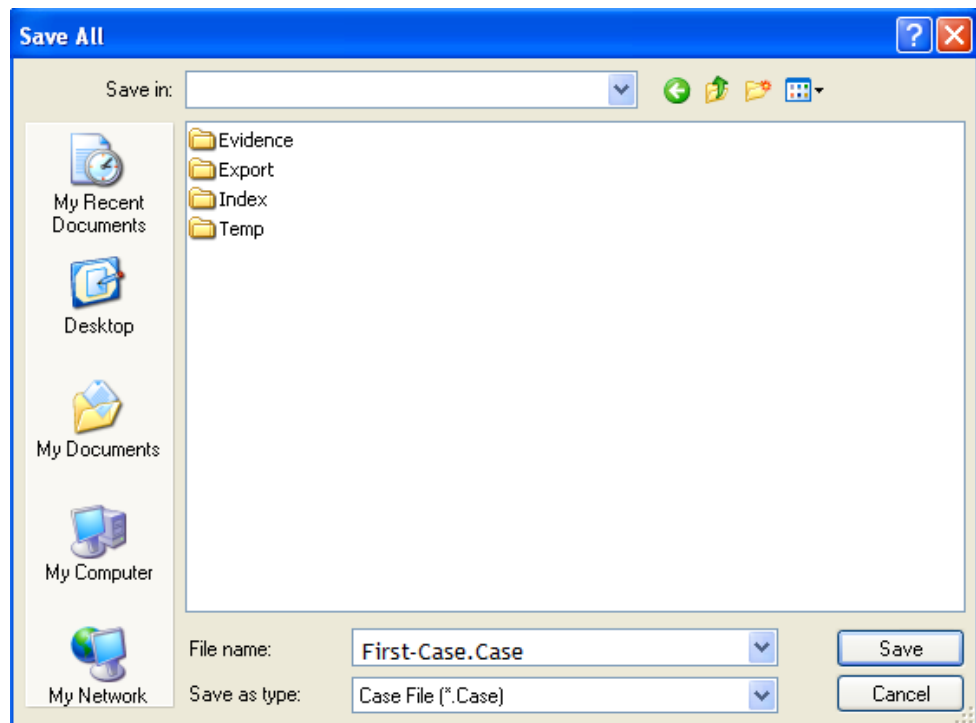 Save All
Save in:
My Recent
Documents
Desktop
My Documents
My Computer
My Network
Evidence
Export
Index
Temp
File name:
First-Case.Case
Save
Save as type:
Case File (*.Case)
Cancel